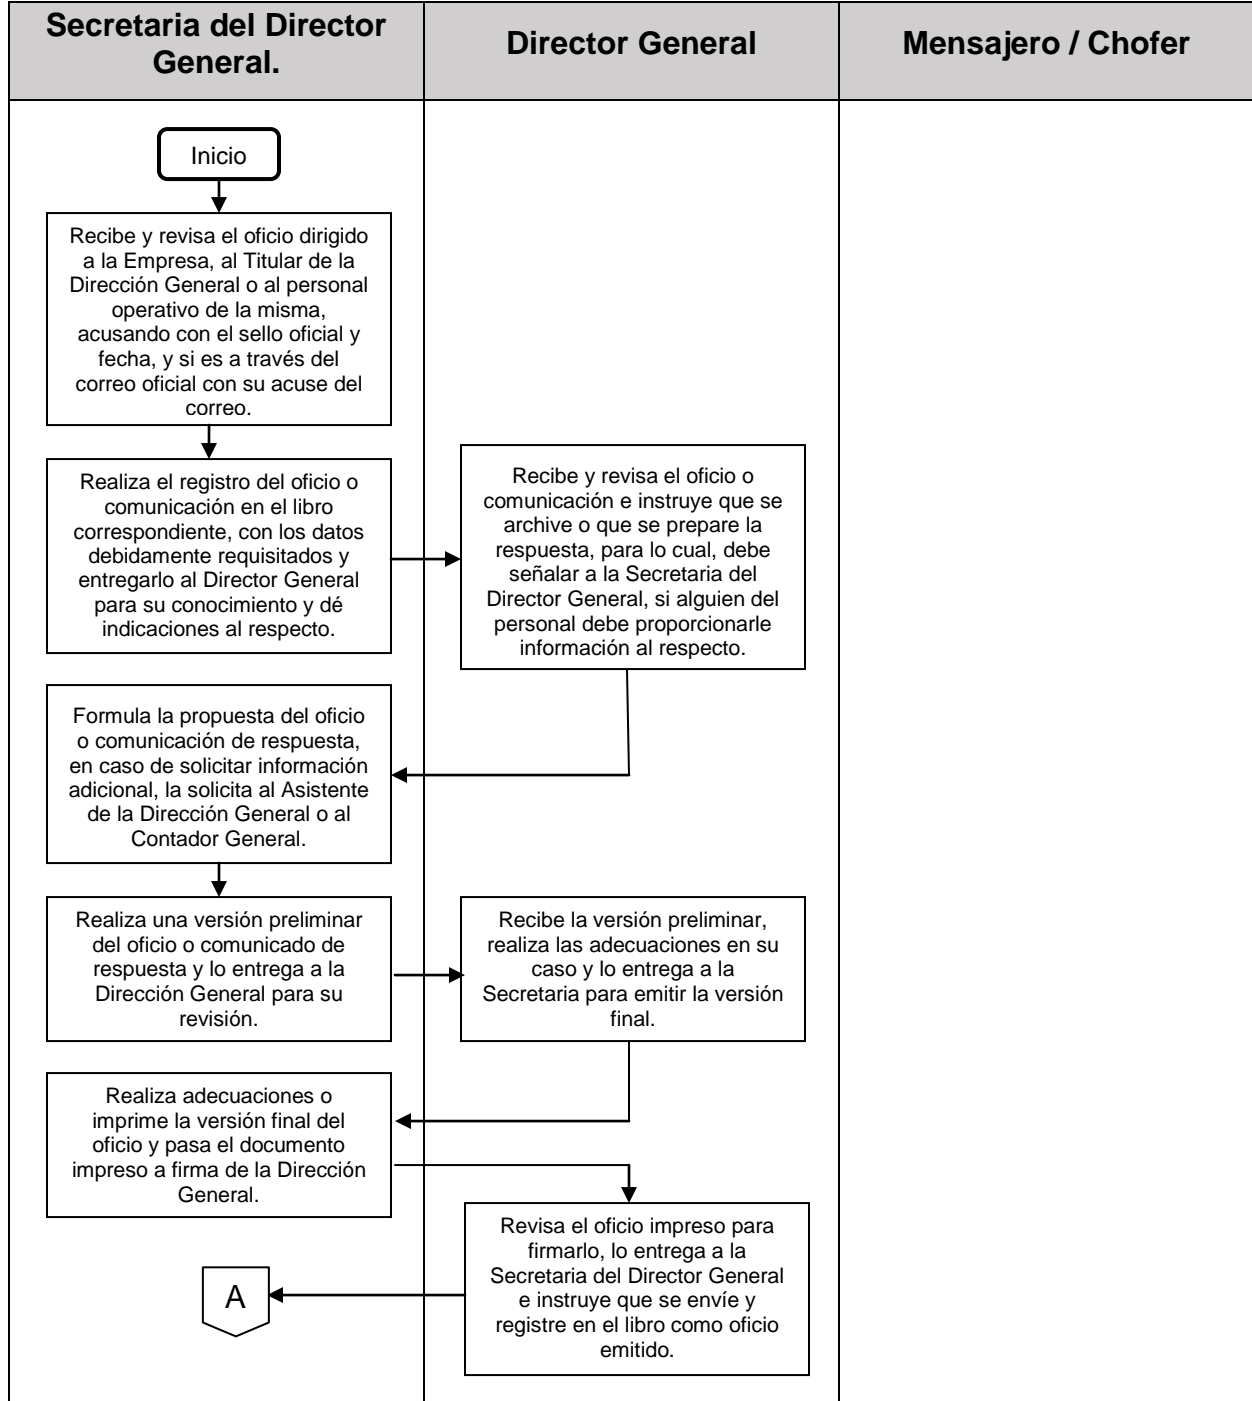 Secretaria del Director
General.
Director General
Mensajero / Chofer
Inicio
Recibe y revisa el oficio dirigido
a la Empresa, al Titular de la
Dirección General o al personal
operativo de la misma,
acusando con el sello oficial y
fecha, y si es a través del
correo oficial con su acuse del
correo.
Realiza el registro del oficio o
comunicación en el libro
correspondiente, con los datos
debidamente requisitados y
entregarlo al Director General
para su conocimiento y dé
indicaciones al respecto.
Recibe y revisa el oficio o
comunicación e instruye que se
archive o que se prepare la
respuesta, para lo cual, debe
señalar a la Secretaria del
Director General, si alguien del
personal debe proporcionarle
información al respecto.
Formula la propuesta del oficio
o comunicación de respuesta,
en caso de solicitar información
adicional, la solicita al Asistente
de la Dirección General o al
Contador General.
Realiza una versión preliminar
del oficio o comunicado de
respuesta y lo entrega a la
Dirección General para su
revisión.
Recibe la versión preliminar,
realiza las adecuaciones en su
caso y lo entrega a la
Secretaria para emitir la versión
final.
Realiza adecuaciones o
imprime la versión final del
oficio y pasa el documento
impreso a firma de la Dirección
General.
Revisa el oficio impreso para
firmarlo, lo entrega a la
Secretaria del Director General
e instruye que se envíe y
registre en el libro como oficio
emitido.
A